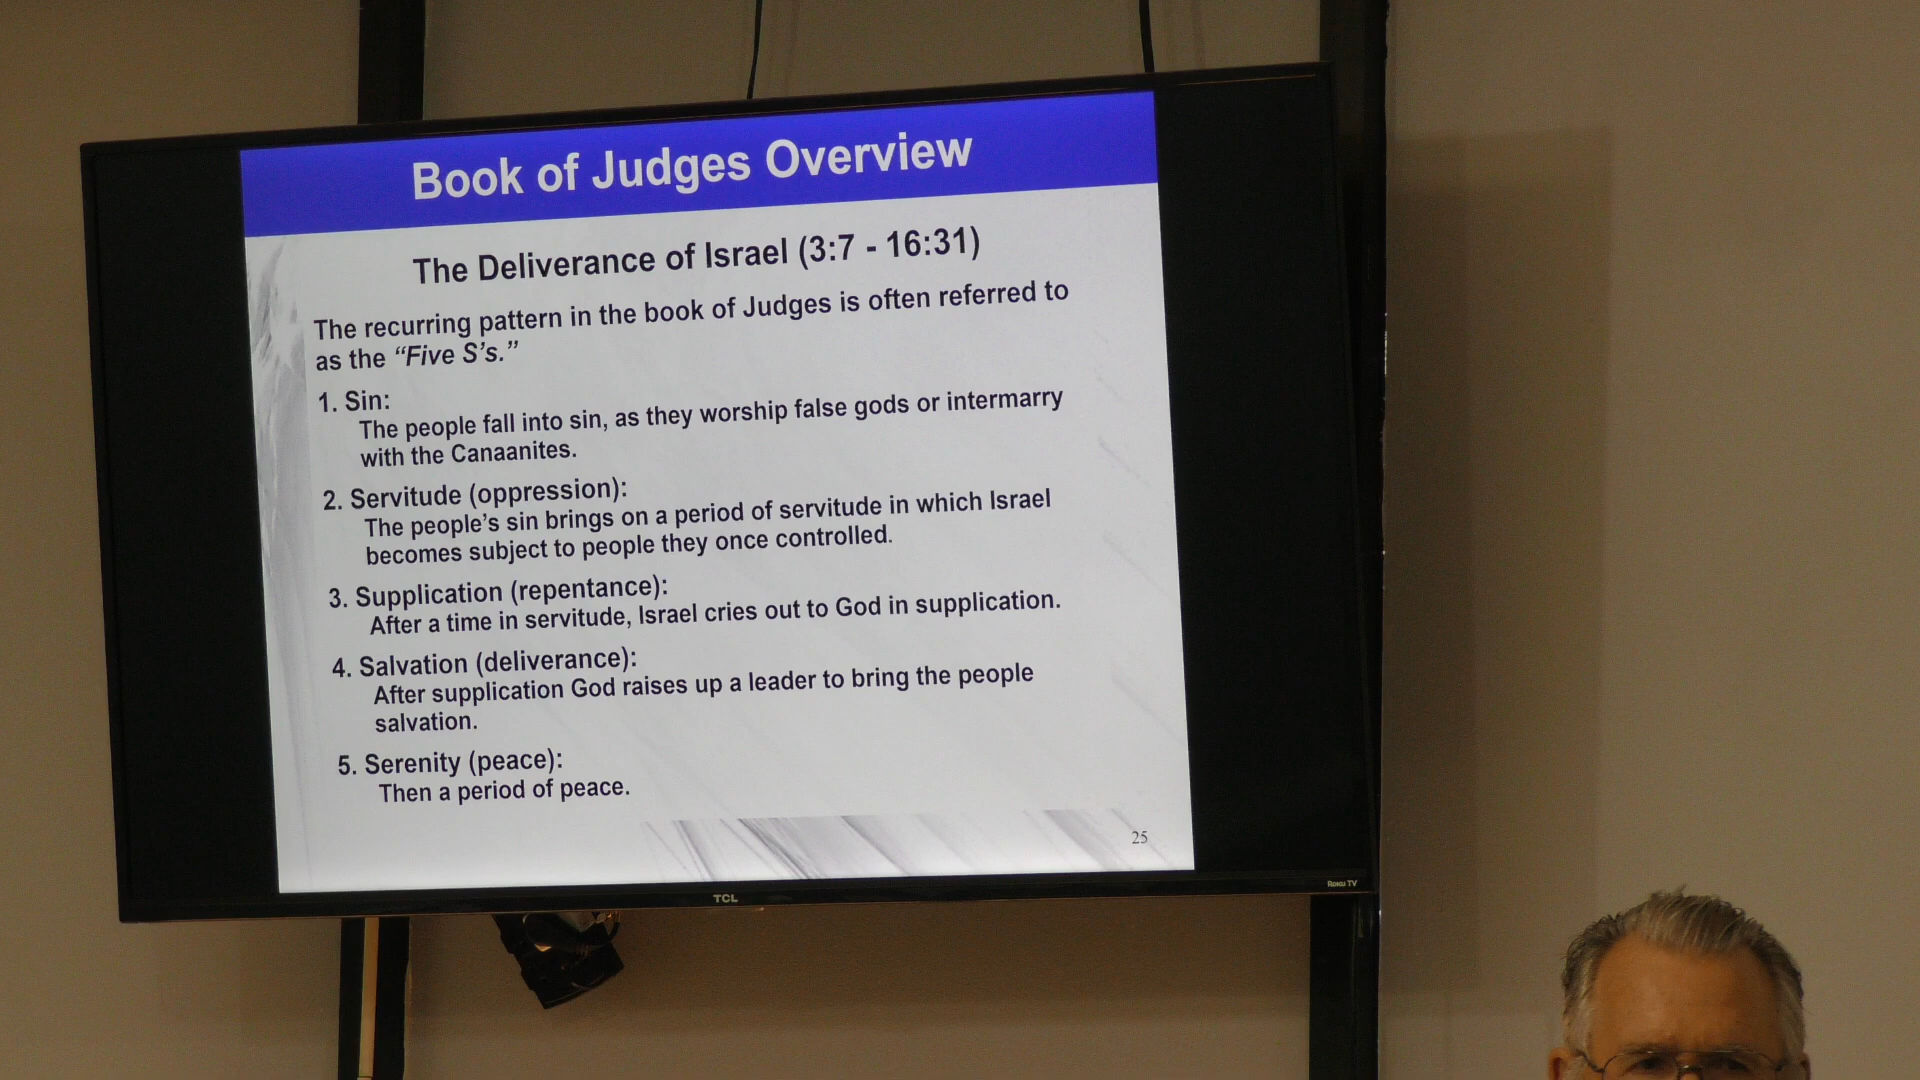 Book of Judges Overview
The Deliverance of Israel (3:7 - 16:31)
The recurring pattern in the book of Judges is often referred to
as the “Five S’s.”
1. Sin:
The people fall into sin, as they worship false gods or intermarry
with the Canaanites.
2. Servitude (oppression):
The people’s sin brings on a period of servitude in which Israel
becomes subject to people they once controlled.
3. Supplication (repentance):
After a time in servitude, Israel cries out to God in supplication.
4. Salvation (deliverance):
After supplication God raises up a leader to bring the people
salvation.
5. Serenity (peace):
Then a period of peace.
25
TCL
Roku TV